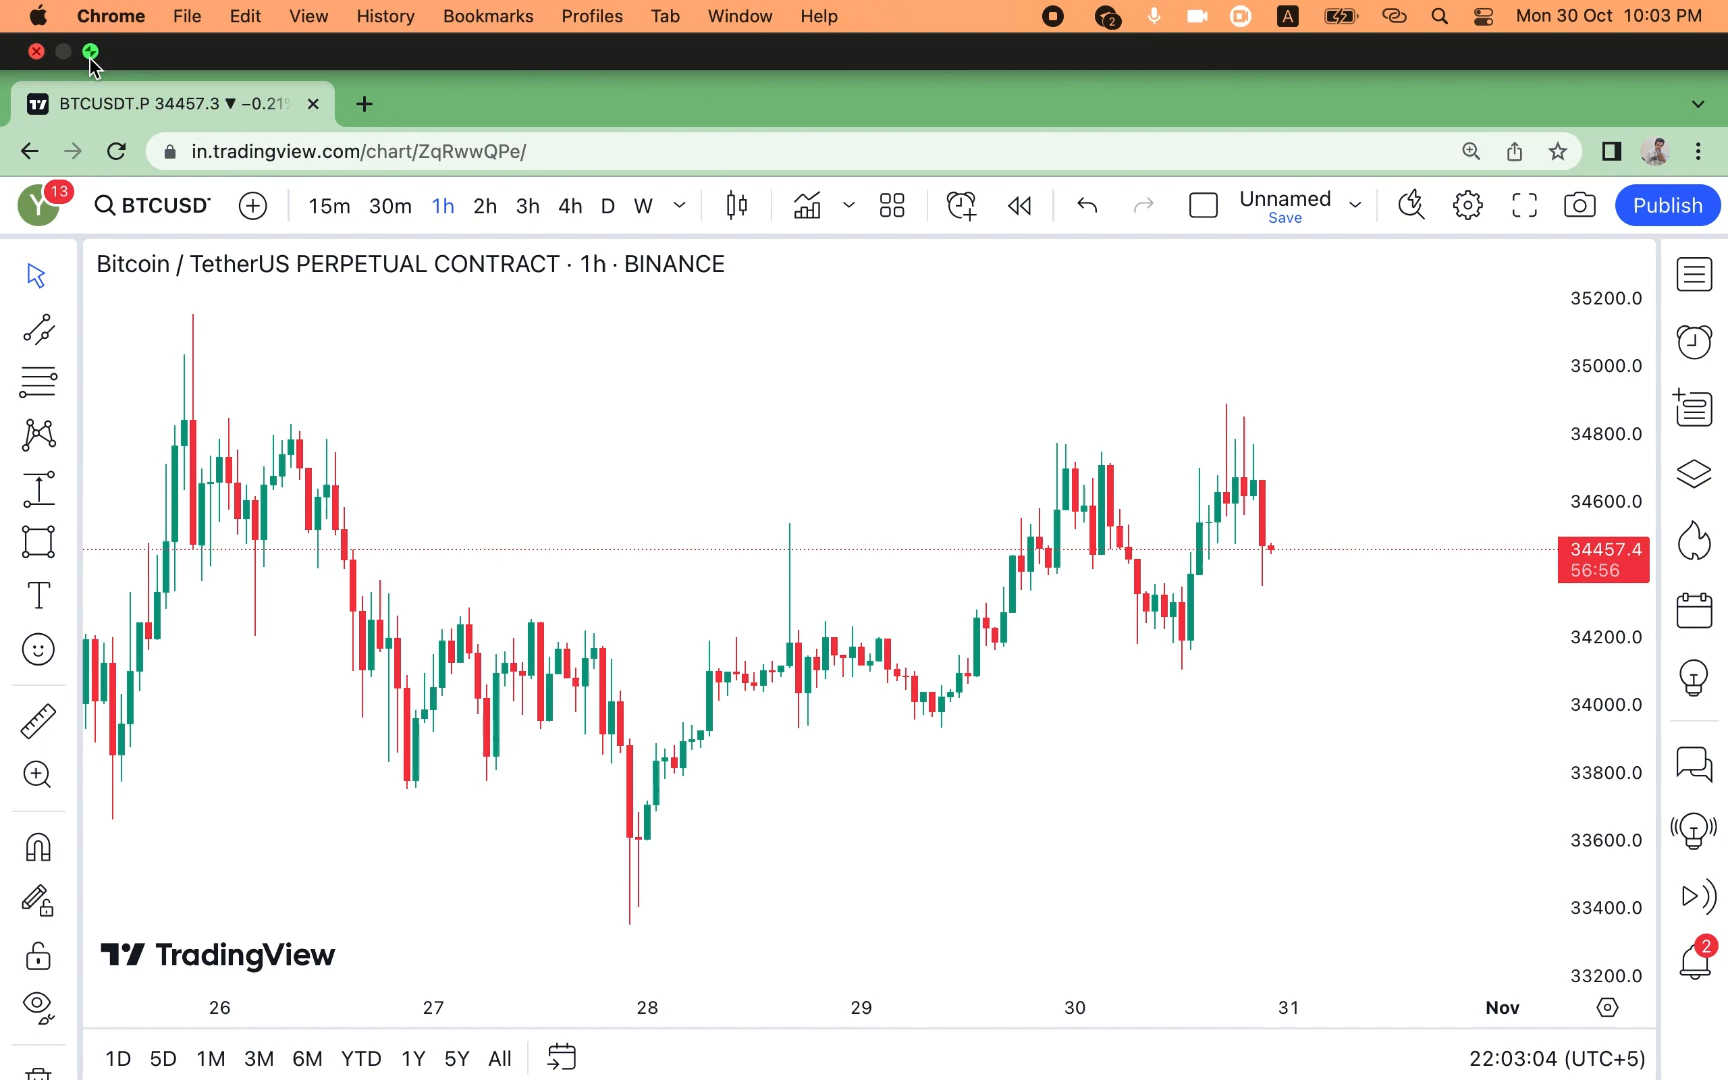 Chrome File Edit View History Bookmarks Profiles Tab Window Help 2 A Mon 30 Oct 10:03 PM
BTCUSDT.P 34457.3 ▼ −0.21%
in.tradingview.com/chart/ZqRwwQPe/
Y 13 BTCUSDT 15m 30m 1h 2h 3h 4h D W Unnamed Save Publish
Bitcoin / TetherUS PERPETUAL CONTRACT · 1h · BINANCE
35200.0
35000.0
34800.0
34600.0
34457.4
56:56
34200.0
34000.0
33800.0
33600.0
33400.0
33200.0
T
2
TradingView
26 27 28 29 30 31 Nov
1D 5D 1M 3M 6M YTD 1Y 5Y All 22:03:04 (UTC+5)